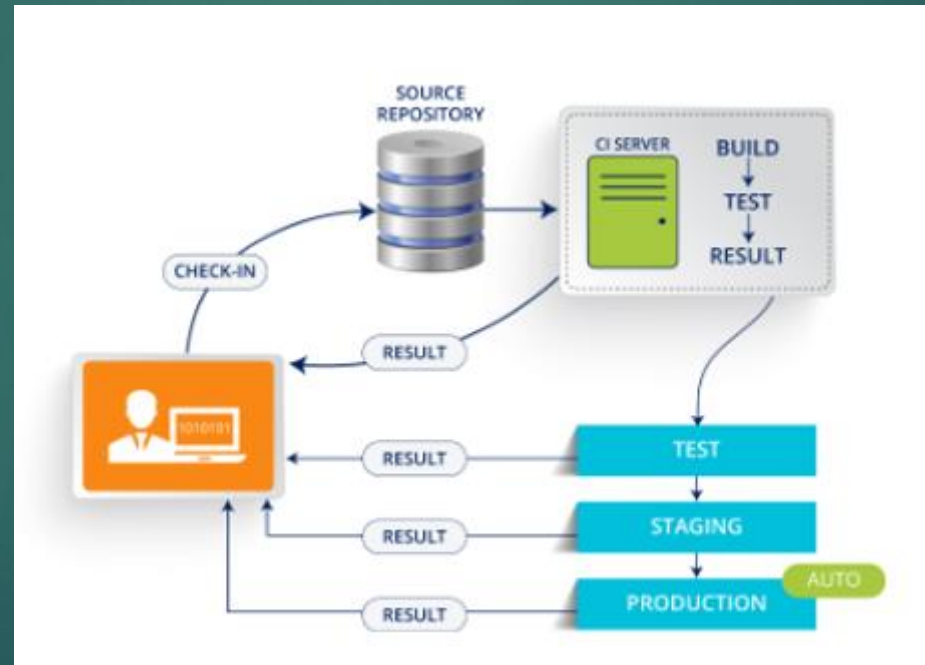 SOURCE
REPOSITORY
CI SERVER
BUILD
TEST
RESULT
CHECK-IN
RESULT
1010101
RESULT
TEST
RESULT
STAGING
AUTO
RESULT
PRODUCTION